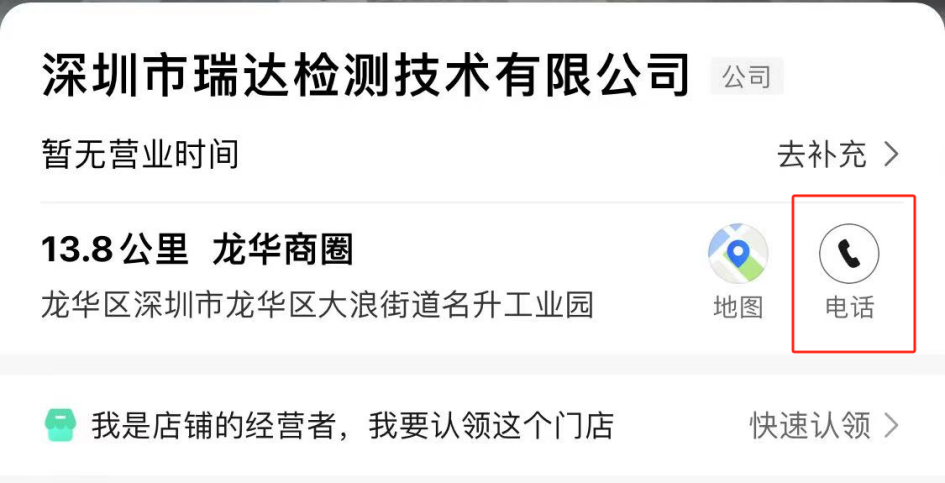 深圳市瑞达检测技术有限公司 公司
暂无营业时间 去补充
13.8公里 龙华商圈
龙华区深圳市龙华区大浪街道名升工业园
地图 电话
我是店铺的经营者，我要认领这个门店 快速认领